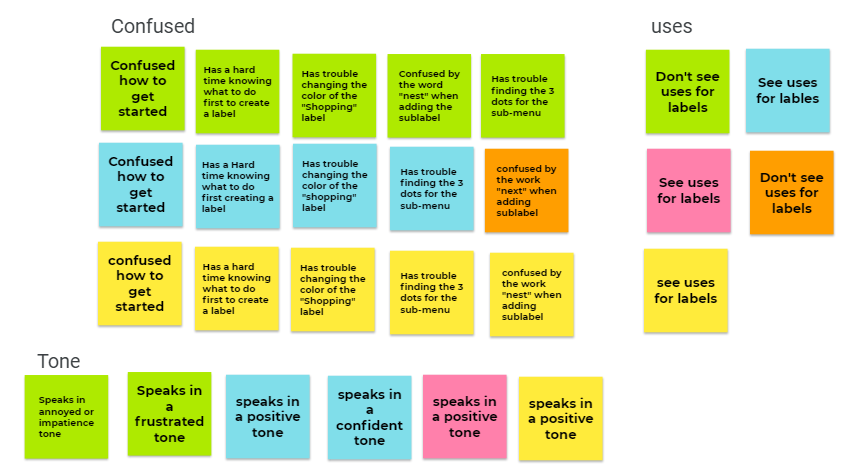 Confused
Confused
how to
get
started
Has a hard
time knowing
what to do
first to create
a label
Has trouble
changing the
color of the
"Shopping"
label
Confused by
the word
"nest" when
adding the
sublabel
Has trouble
finding the 3
dots for the
sub-menu
Confused
how to
get
started
Has a Hard
time knowing
what to do
first creating a
label
Has trouble
changing the
color of the
"shopping"
label
Has trouble
finding the 3
dots for the
sub-menu
confused by
the work
"next" when
adding
sublabel
confused
how to
get
started
Has a hard
time knowing
what to do
first to create
a label
Has trouble
changing the
color of the
"Shopping"
label
Has trouble
finding the 3
dots for the
sub-menu
confused by
the work
"nest" when
adding
sublabel
uses
Don't see
uses for
labels
See uses
for lables
See uses
for labels
Don't see
uses for
labels
see uses
for labels
Tone
Speaks in
annoyed or
impatience
tone
Speaks in
a
frustrated
tone
speaks in
a positive
tone
speaks in
a
confident
tone
speaks in
a positive
tone
speaks in
a positive
tone